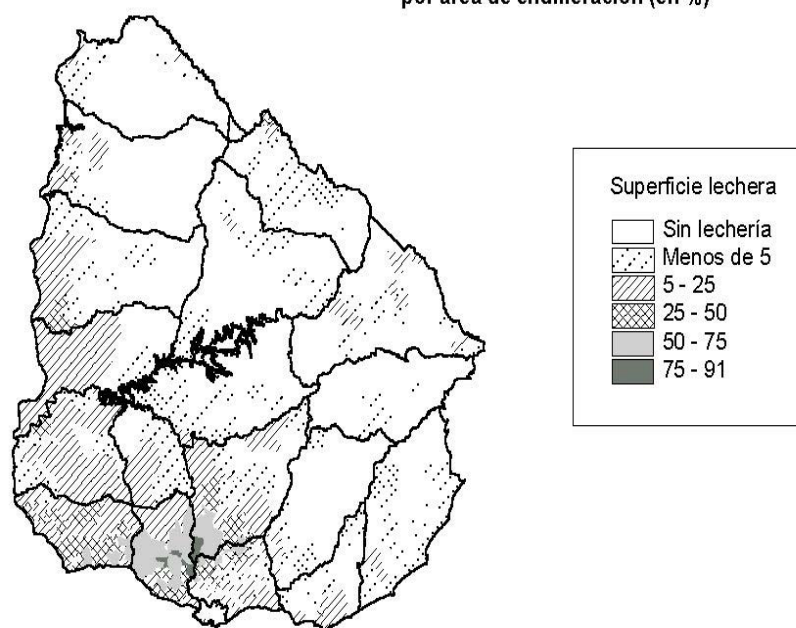 por área de enumeración (en %)
Superficie lechera
Sin lechería
Menos de 5
5 - 25
25 - 50
50 - 75
75 - 91